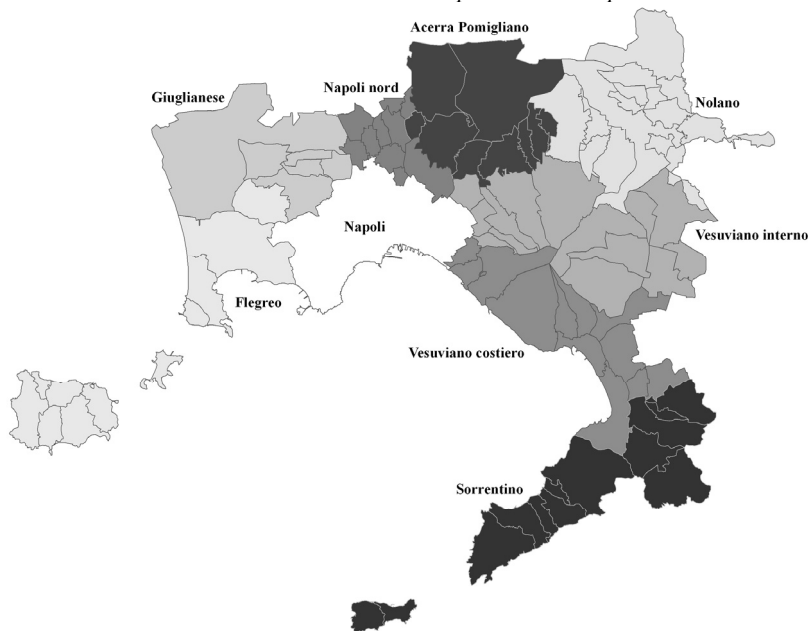 Acerra Pomigliano
Napoli nord
Giuglianese
Nolano
Napoli
Vesuviano interno
Flegreo
Vesuviano costiero
Sorrentino